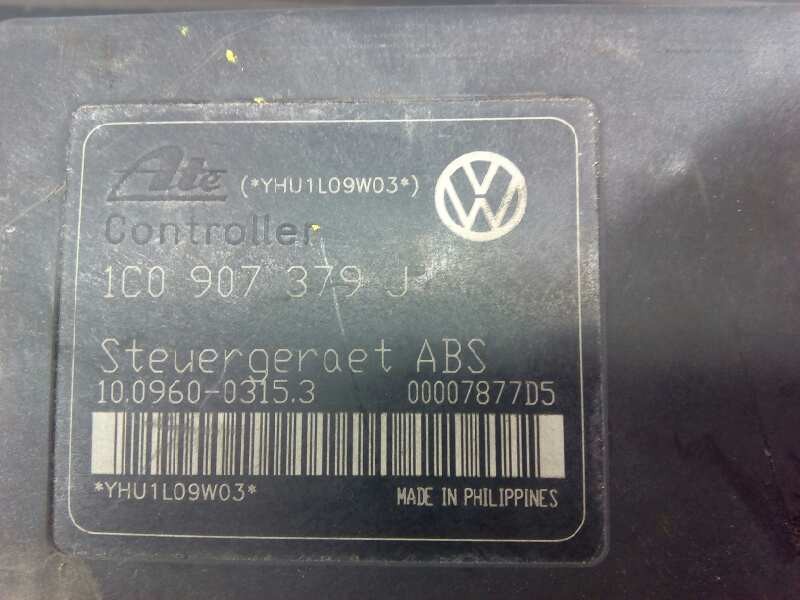 Ate (*YHU1L09W03*)
Controller
1C0 907 379 J
Steuergeraet ABS
10.0960-0315.3 00007877D5
*YHU1L09W03*
MADE IN PHILIPPINES